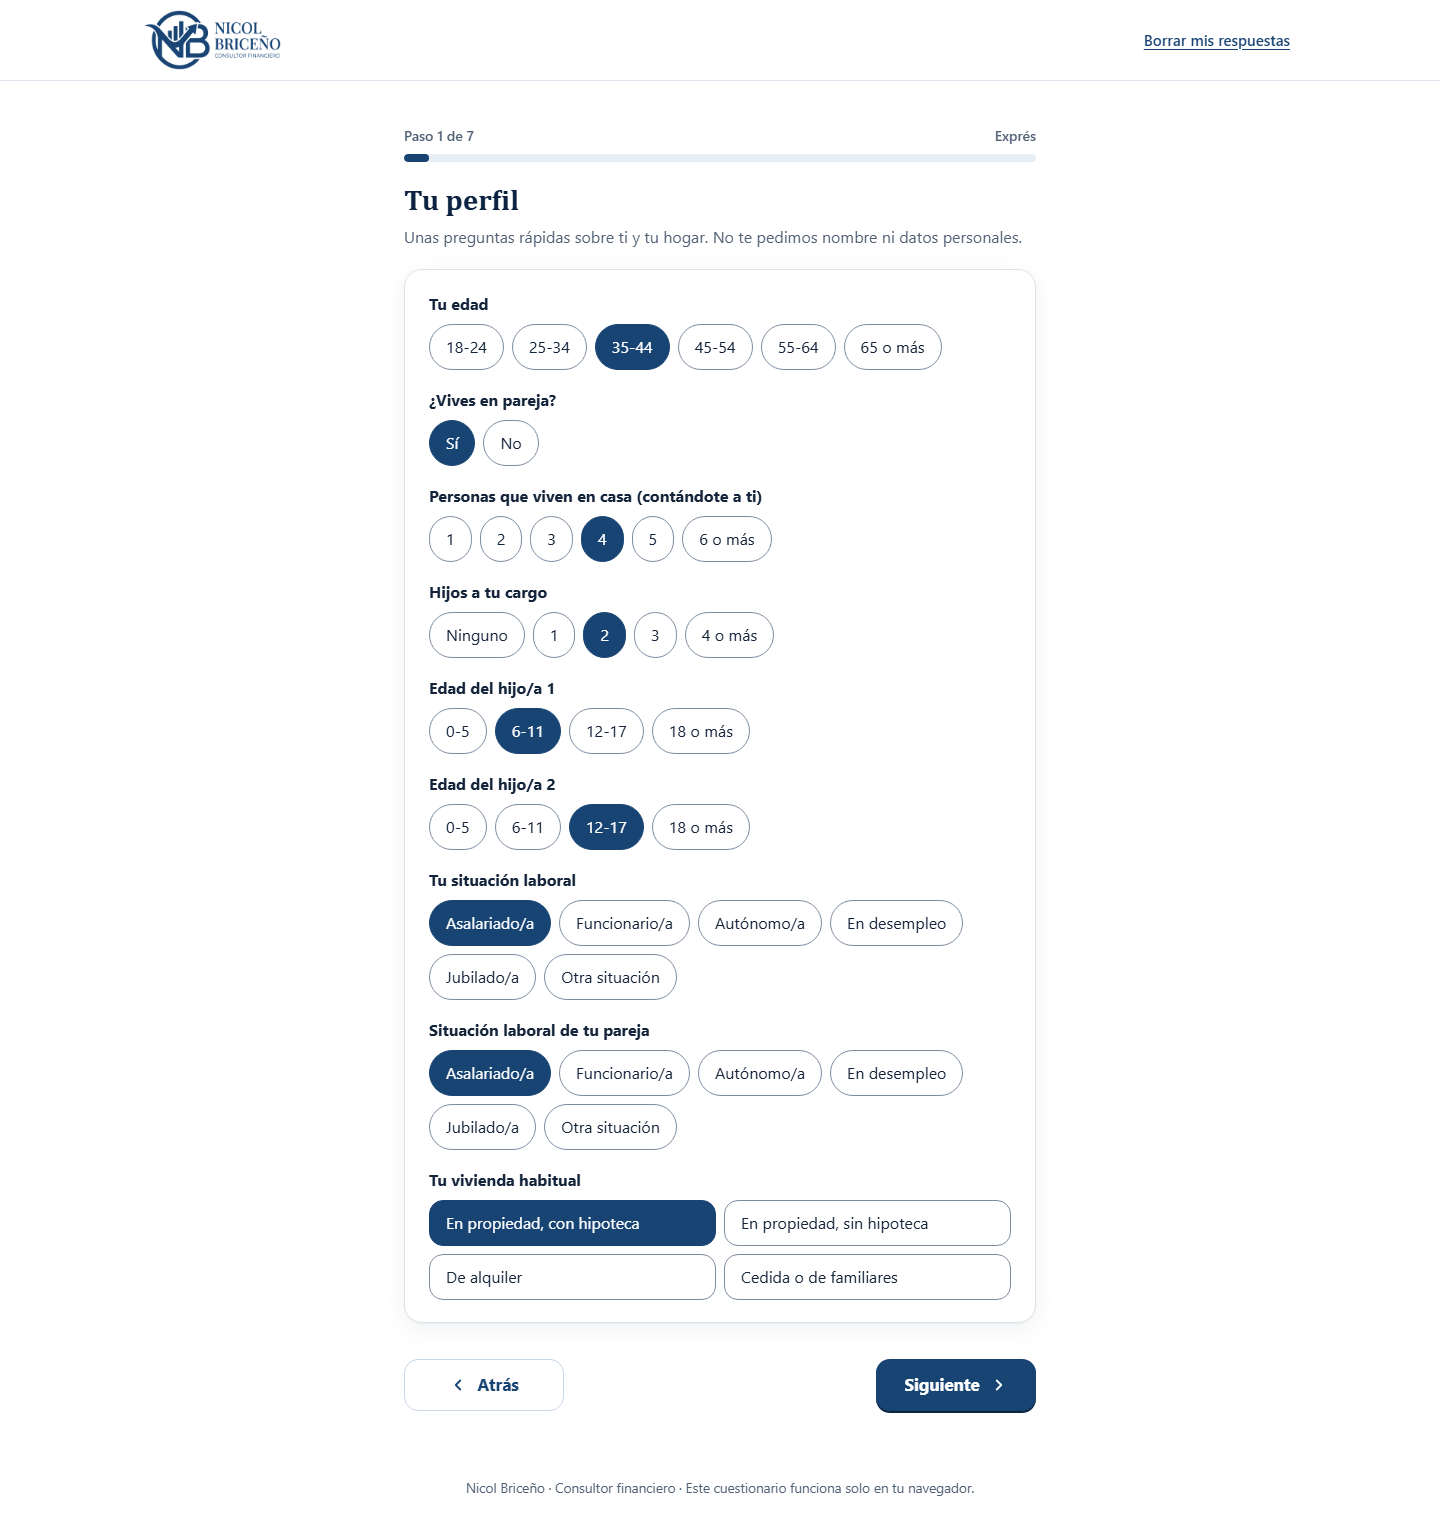 NICOL
BRICEÑO
CONSULTOR FINANCIERO
Borrar mis respuestas
Paso 1 de 7
Exprés
Tu perfil
Unas preguntas rápidas sobre ti y tu hogar. No te pedimos nombre ni datos personales.
Tu edad
18-24 25-34 35-44 45-54 55-64 65 o más
¿Vives en pareja?
Sí No
Personas que viven en casa (contándote a ti)
1 2 3 4 5 6 o más
Hijos a tu cargo
Ninguno 1 2 3 4 o más
Edad del hijo/a 1
0-5 6-11 12-17 18 o más
Edad del hijo/a 2
0-5 6-11 12-17 18 o más
Tu situación laboral
Asalariado/a Funcionario/a Autónomo/a En desempleo
Jubilado/a Otra situación
Situación laboral de tu pareja
Asalariado/a Funcionario/a Autónomo/a En desempleo
Jubilado/a Otra situación
Tu vivienda habitual
En propiedad, con hipoteca En propiedad, sin hipoteca
De alquiler Cedida o de familiares
Atrás Siguiente
Nicol Briceño · Consultor financiero · Este cuestionario funciona solo en tu navegador.